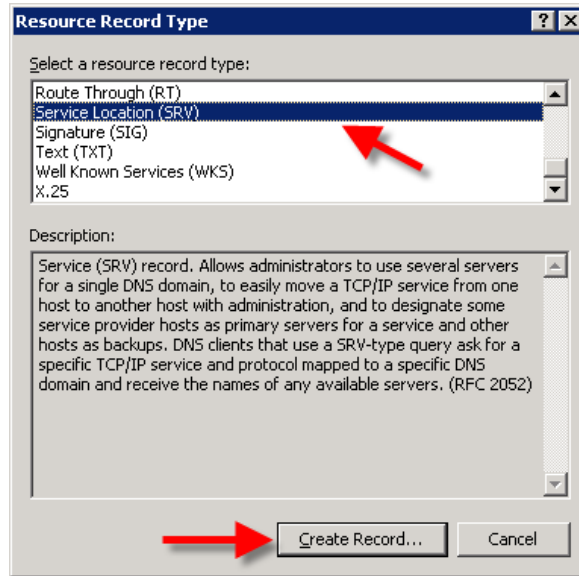 Resource Record Type
Select a resource record type:
Route Through (RT)
Service Location (SRV)
Signature (SIG)
Text (TXT)
Well Known Services (WKS)
X.25
Description:
Service (SRV) record. Allows administrators to use several servers
for a single DNS domain, to easily move a TCP/IP service from one
host to another host with administration, and to designate some
service provider hosts as primary servers for a service and other
hosts as backups. DNS clients that use a SRV-type query ask for a
specific TCP/IP service and protocol mapped to a specific DNS
domain and receive the names of any available servers. (RFC 2052)
Create Record... Cancel